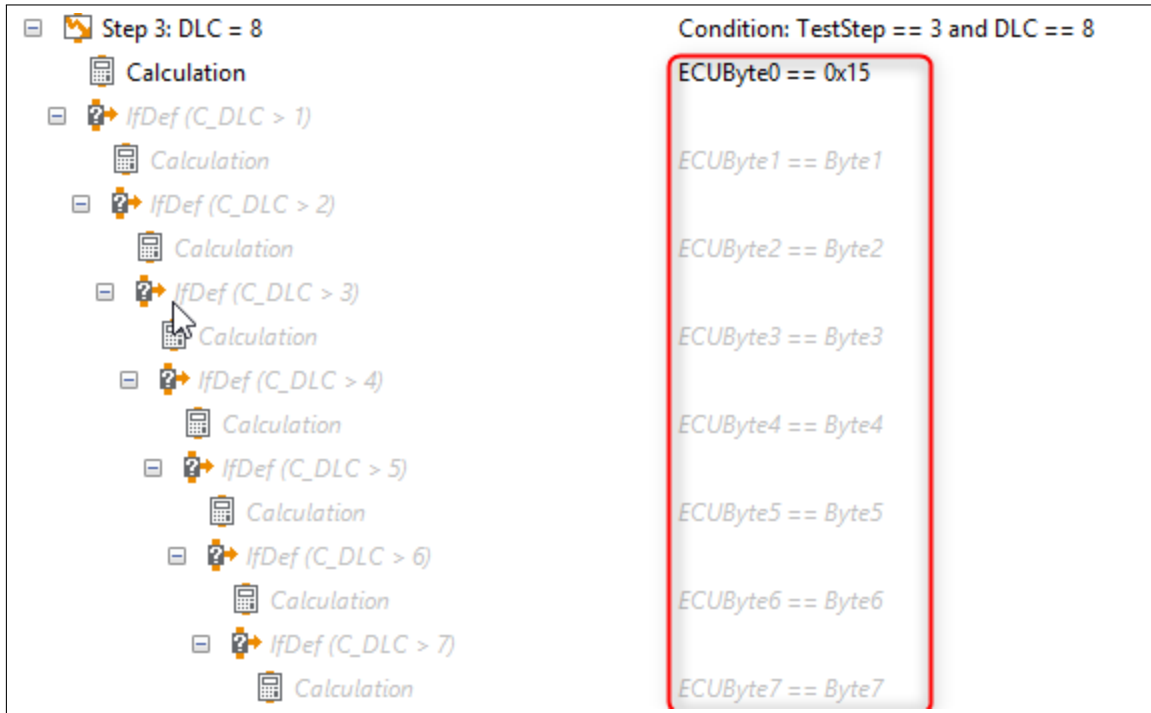 Step 3: DLC = 8 Condition: TestStep == 3 and DLC == 8
Calculation ECUByte0 == 0x15
IfDef (C_DLC > 1)
Calculation ECUByte1 == Byte1
IfDef (C_DLC > 2)
Calculation ECUByte2 == Byte2
IfDef (C_DLC > 3)
Calculation ECUByte3 == Byte3
IfDef (C_DLC > 4)
Calculation ECUByte4 == Byte4
IfDef (C_DLC > 5)
Calculation ECUByte5 == Byte5
IfDef (C_DLC > 6)
Calculation ECUByte6 == Byte6
IfDef (C_DLC > 7)
Calculation ECUByte7 == Byte7